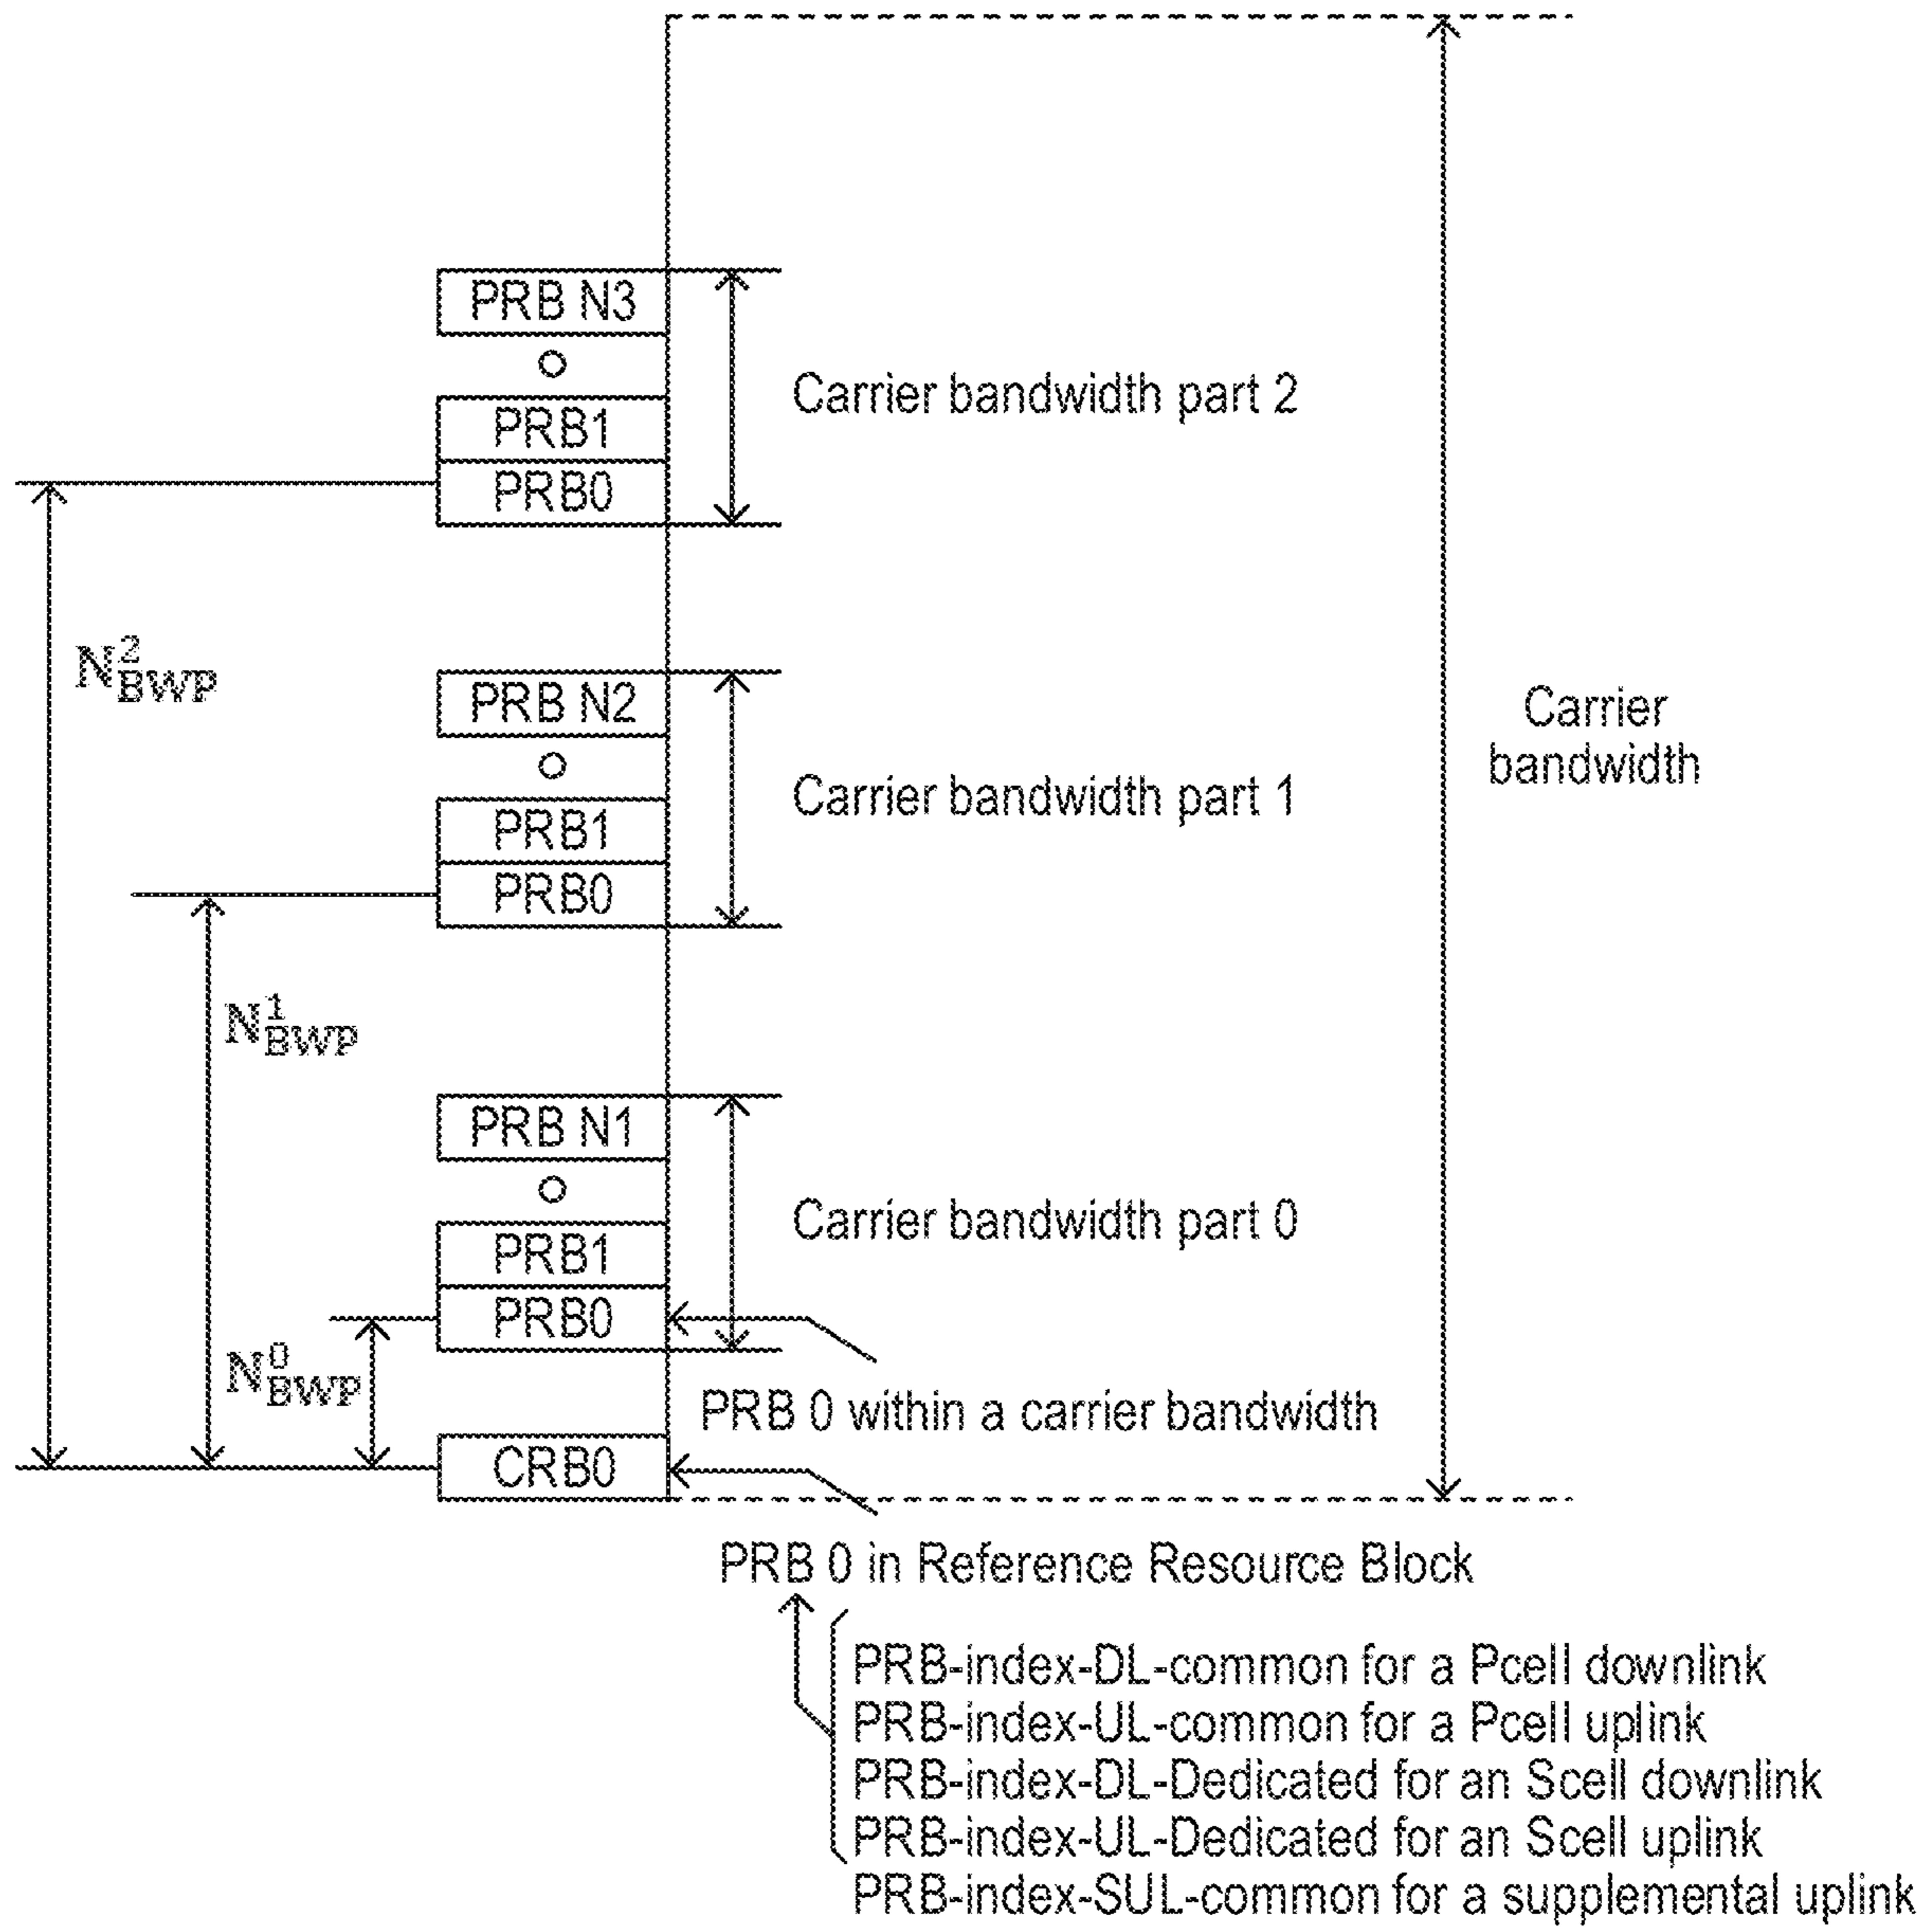 PRB N3
Carrier bandwidth part 2
PRB1
PRB0
N²_BWP
PRB N2
Carrier
bandwidth
Carrier bandwidth part 1
PRB1
PRB0
N¹_BWP
PRB N1
Carrier bandwidth part 0
PRB1
PRB0
N⁰_BWP
PRB 0 within a carrier bandwidth
CRB0
PRB 0 in Reference Resource Block
PRB-index-DL-common for a Pcell downlink
PRB-index-UL-common for a Pcell uplink
PRB-index-DL-Dedicated for an Scell downlink
PRB-index-UL-Dedicated for an Scell uplink
PRB-index-SUL-common for a supplemental uplink